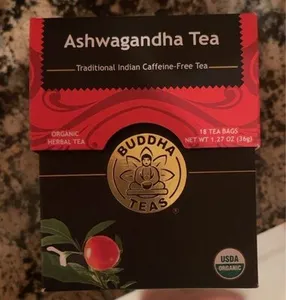 Ashwagandha Tea
Traditional Indian Caffeine-Free Tea
ORGANIC
HERBAL TEA
18 TEA BAGS
NET WT 1.27 OZ (36g)
BUDDHA
TEAS
USDA
ORGANIC